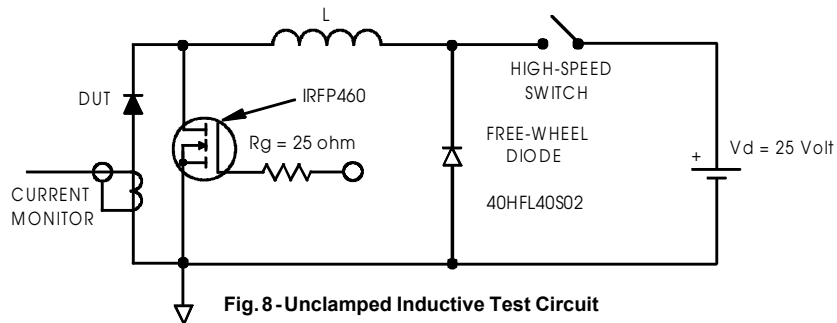 L
HIGH-SPEED
SWITCH
DUT
IRFP460
Rg = 25 ohm
FREE-WHEEL
DIODE
+
Vd = 25 Volt
CURRENT
MONITOR
40HFL40S02
Fig. 8 - Unclamped Inductive Test Circuit